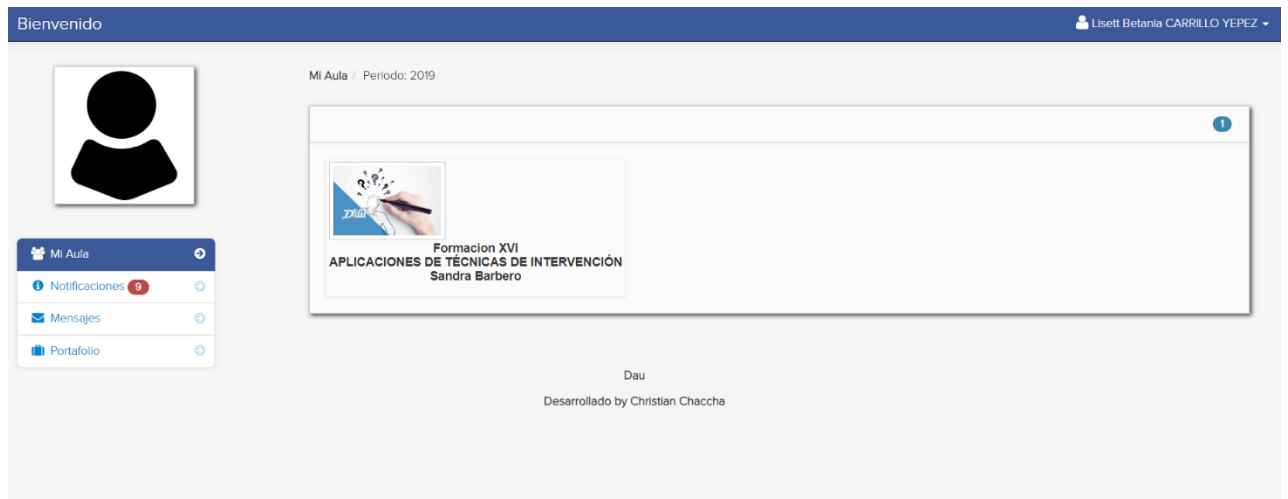 Bienvenido
Lisett Betania CARRILLO YEPEZ
Mi Aula / Periodo: 2019
1
? ? ?
Dau
Formacion XVI
APLICACIONES DE TÉCNICAS DE INTERVENCIÓN
Sandra Barbero
Mi Aula
Notificaciones 9
Mensajes
Portafolio
Dau
Desarrollado by Christian Chaccha